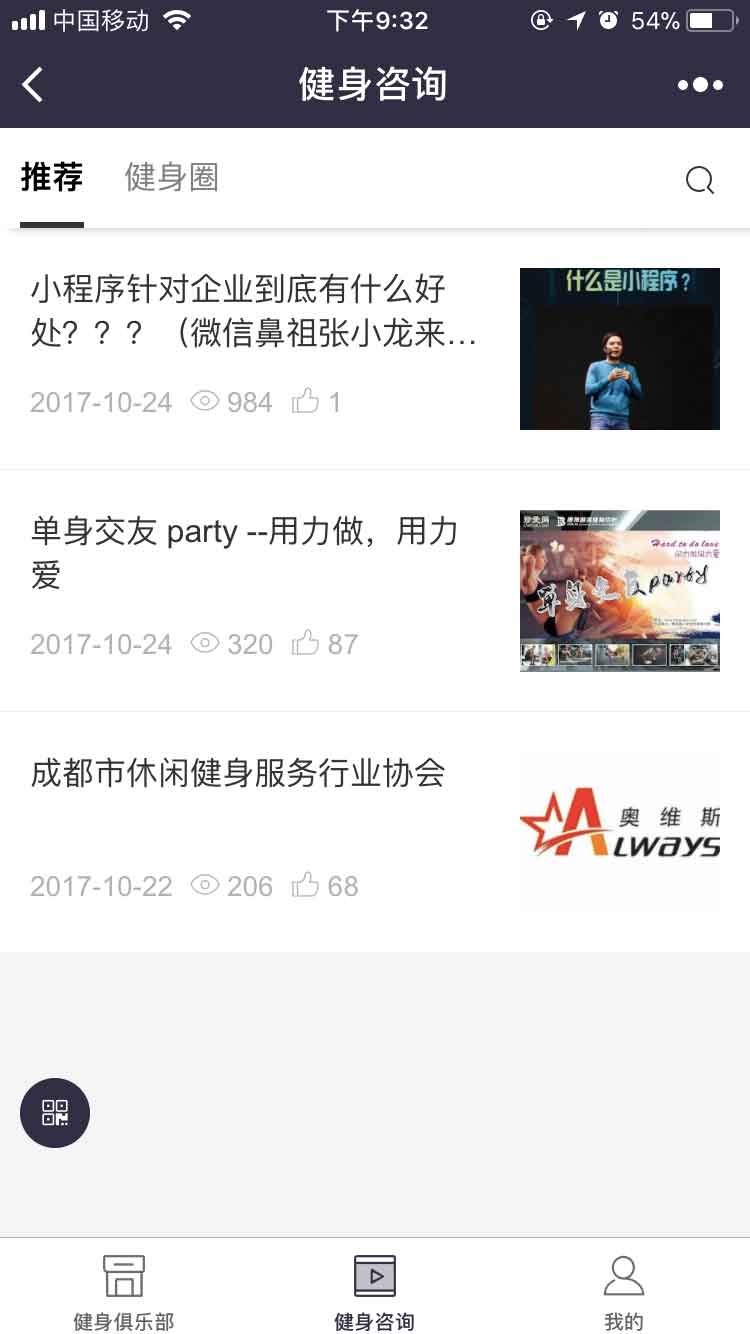 中国移动
下午9:32
54%
健身咨询
推荐
健身圈
小程序针对企业到底有什么好
处？？？（微信鼻祖张小龙来...
2017-10-24 984 1
什么是小程序？
单身交友 party --用力做，用力
爱
2017-10-24 320 87
Hard to do love
单身交友party
成都市休闲健身服务行业协会
2017-10-22 206 68
奥维斯
ALways
健身俱乐部
健身咨询
我的